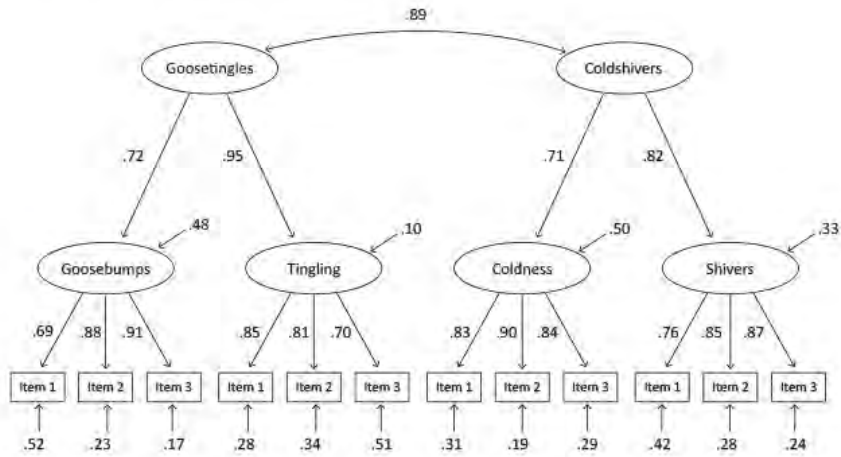 .89
Goosetingles Coldshivers
.72 .95 .71 .82
.48 .10 .50 .33
Goosebumps Tingling Coldness Shivers
.69 .88 .91 .85 .81 .70 .83 .90 .84 .76 .85 .87
Item 1 Item 2 Item 3 Item 1 Item 2 Item 3 Item 1 Item 2 Item 3 Item 1 Item 2 Item 3
.52 .23 .17 .28 .34 .51 .31 .19 .29 .42 .28 .24